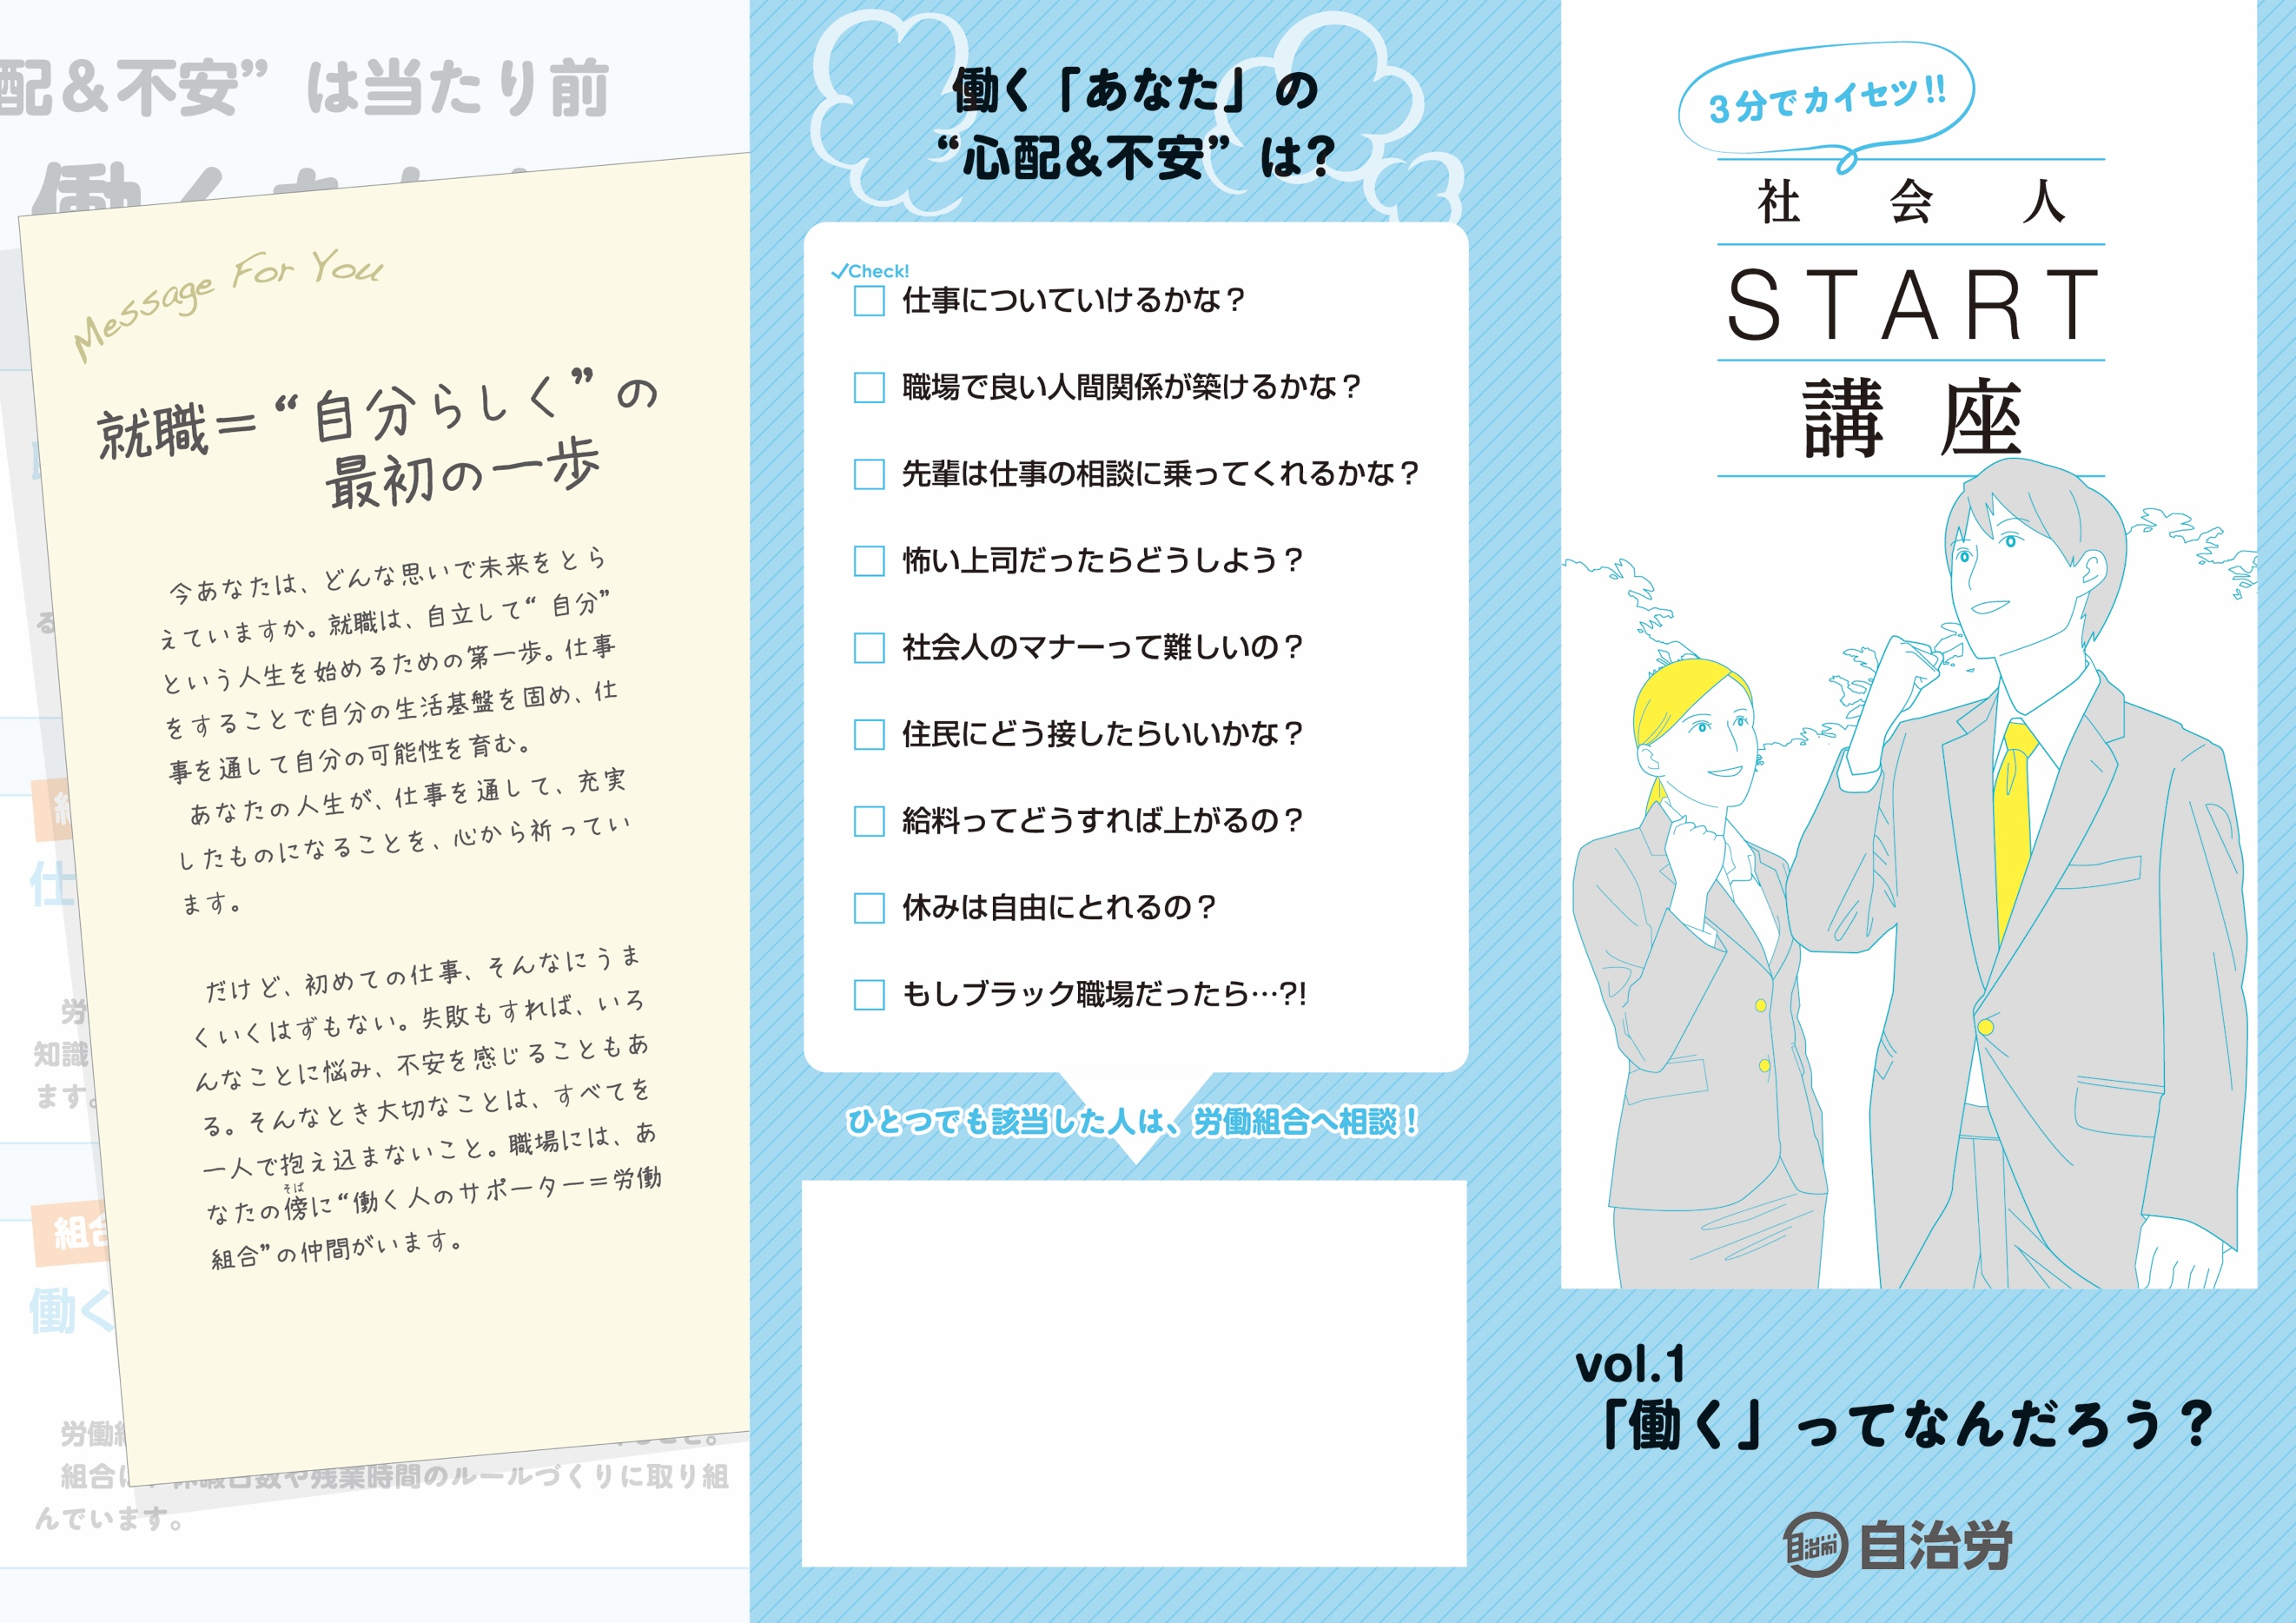 配＆不安”は当たり前
Message For You
就職＝“自分らしく”の
最初の一歩
今あなたは、どんな思いで未来をとら
えていますか。就職は、自立して“自分”
という人生を始めるための第一歩。仕事
をすることで自分の生活基盤を固め、仕
事を通して自分の可能性を育む。
あなたの人生が、仕事を通して、充実
したものになることを、心から祈ってい
ます。
だけど、初めての仕事、そんなにうま
くいくはずもない。失敗もすれば、いろ
んなことに悩み、不安を感じることもあ
る。そんなとき大切なことは、すべてを
一人で抱え込まないこと。職場には、あ
そば
なたの傍に“働く人のサポーター＝労働
組合”の仲間がいます。
る
仕
労
知識
ます。
組合
働く
労働
組合は
残業時間のルールづくりに取り組
んでいます。
働く「あなた」の
“心配＆不安”は？
Check!
仕事についていけるかな？
職場で良い人間関係が築けるかな？
先輩は仕事の相談に乗ってくれるかな？
怖い上司だったらどうしよう？
社会人のマナーって難しいの？
住民にどう接したらいいかな？
給料ってどうすれば上がるの？
休みは自由にとれるの？
もしブラック職場だったら…?!
ひとつでも該当した人は、労働組合へ相談！
3分でカイセツ!!
社会人
START
講座
vol.1
「働く」ってなんだろう？
自治労 自治労